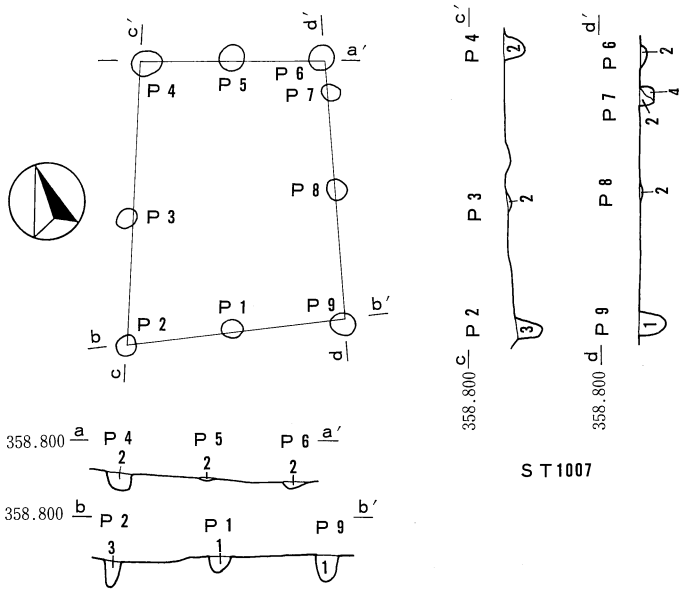 c'
d'
a'
P 4
P 5
P 6
P 7
P 8
P 3
P 9
P 1
P 2
b
b'
c
d
c'
P 4
2
P 3
2
P 2
3
358.800 c
d'
P 6
2
P 7
4
2
P 8
2
P 9
1
358.800 d
ST1007
358.800 a P 4 P 5 P 6 a'
2 2 2
358.800 b P 2 P 1 P 9 b'
3 1 1